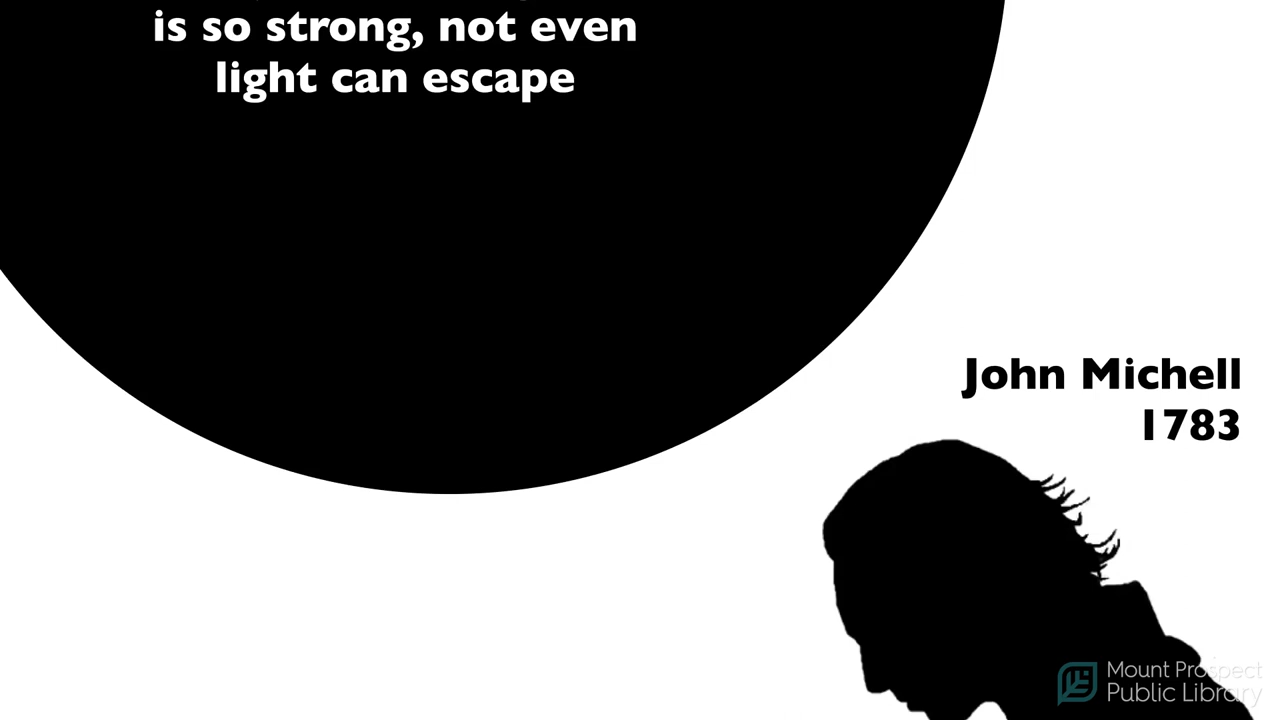 is so strong, not even
light can escape
John Michell
1783
Mount Prospect
Public Library